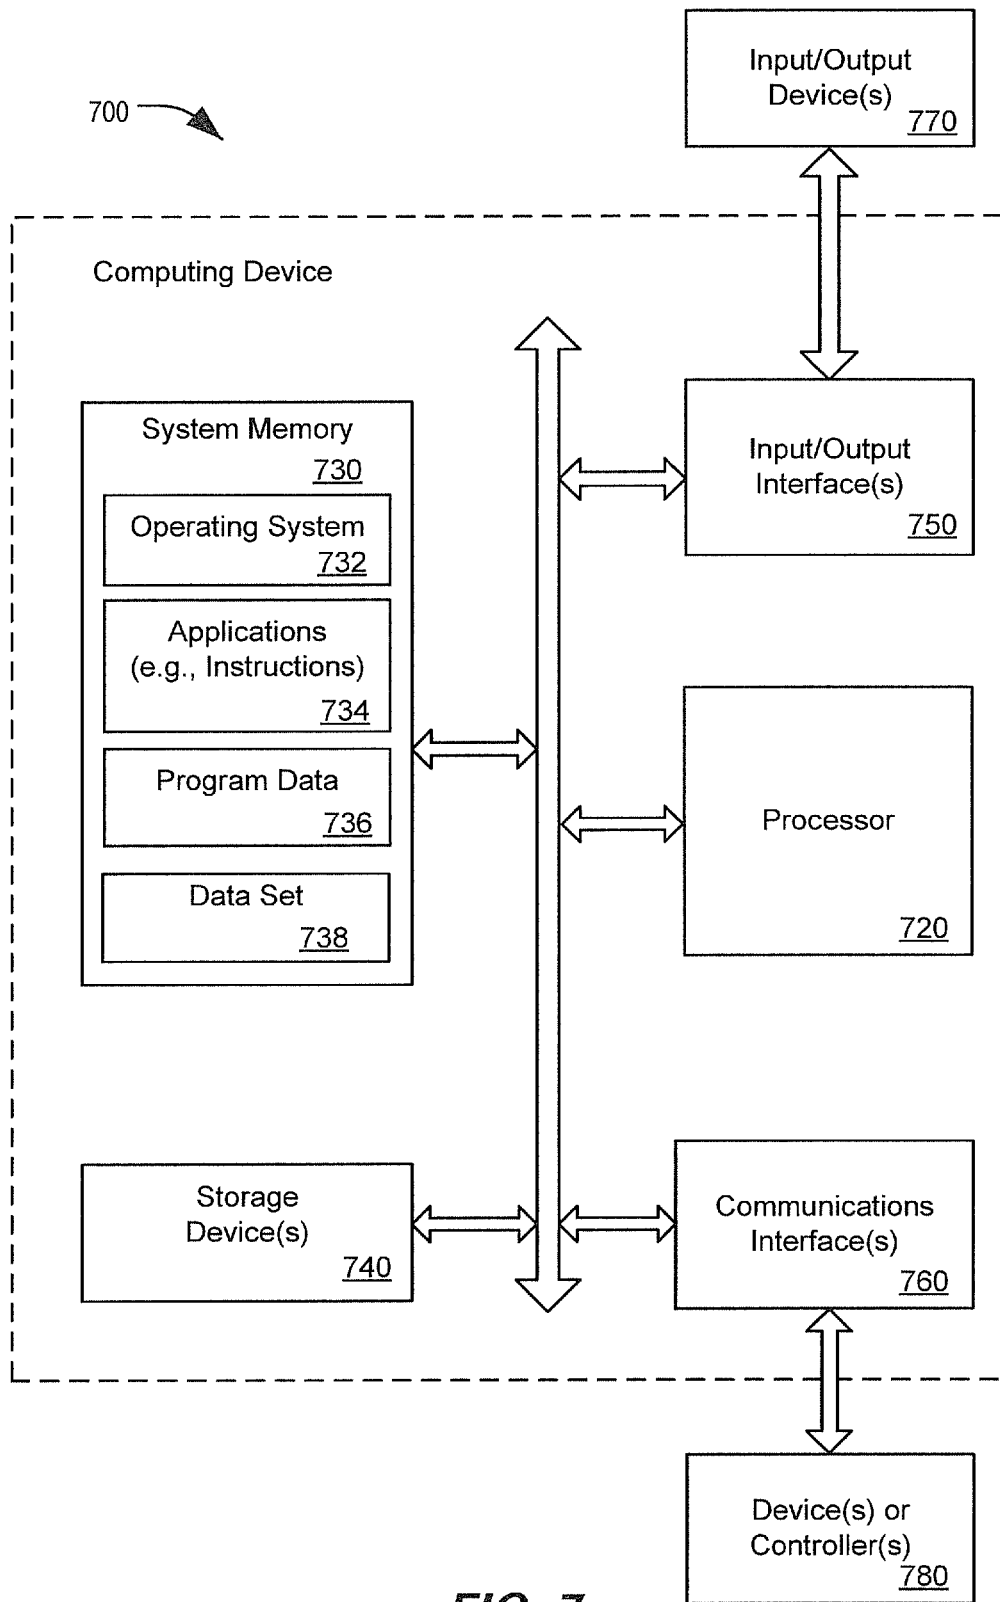 700
Input/Output
Device(s)
770
Computing Device
System Memory
730
Operating System
732
Applications
(e.g., Instructions)
734
Program Data
736
Data Set
738
Input/Output
Interface(s)
750
Processor
720
Storage
Device(s)
740
Communications
Interface(s)
760
Device(s) or
Controller(s)
780